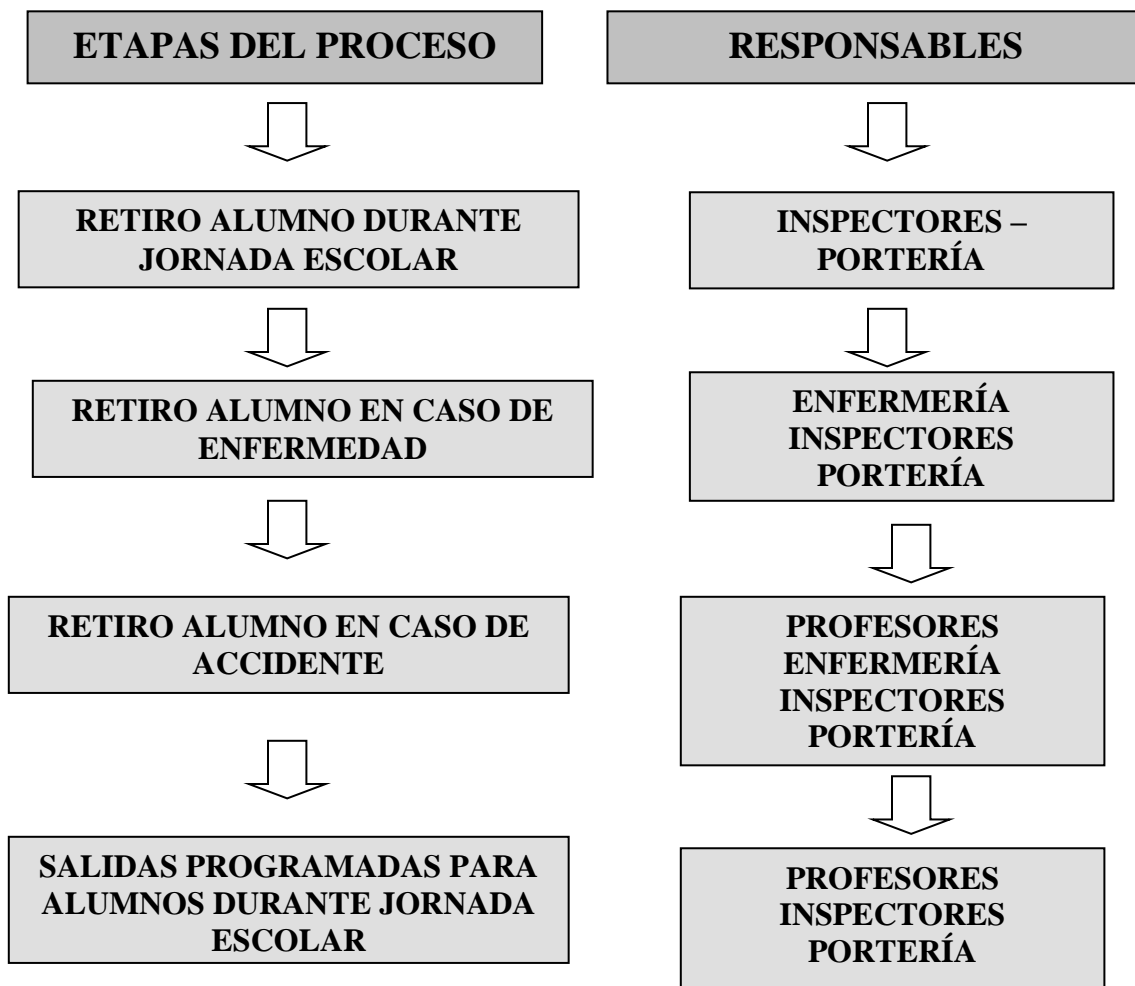 ETAPAS DEL PROCESO
RESPONSABLES
RETIRO ALUMNO DURANTE
JORNADA ESCOLAR
INSPECTORES –
PORTERÍA
RETIRO ALUMNO EN CASO DE
ENFERMEDAD
ENFERMERÍA
INSPECTORES
PORTERÍA
RETIRO ALUMNO EN CASO DE
ACCIDENTE
PROFESORES
ENFERMERÍA
INSPECTORES
PORTERÍA
SALIDAS PROGRAMADAS PARA
ALUMNOS DURANTE JORNADA
ESCOLAR
PROFESORES
INSPECTORES
PORTERÍA